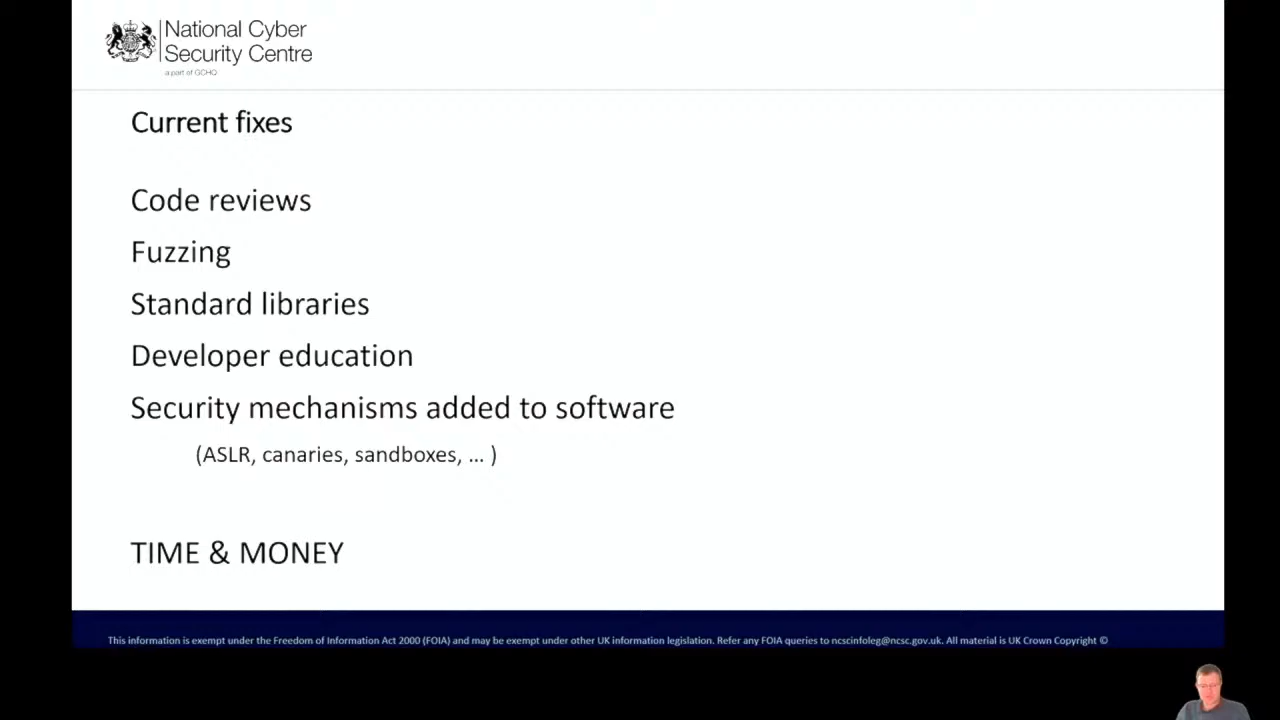 National Cyber
Security Centre
a part of GCHQ
Current fixes
Code reviews
Fuzzing
Standard libraries
Developer education
Security mechanisms added to software
(ASLR, canaries, sandboxes, ... )
TIME & MONEY
This information is exempt under the Freedom of Information Act 2000 (FOIA) and may be exempt under other UK information legislation. Refer any FOIA queries to ncscinfoleg@ncsc.gov.uk. All material is UK Crown Copyright ©